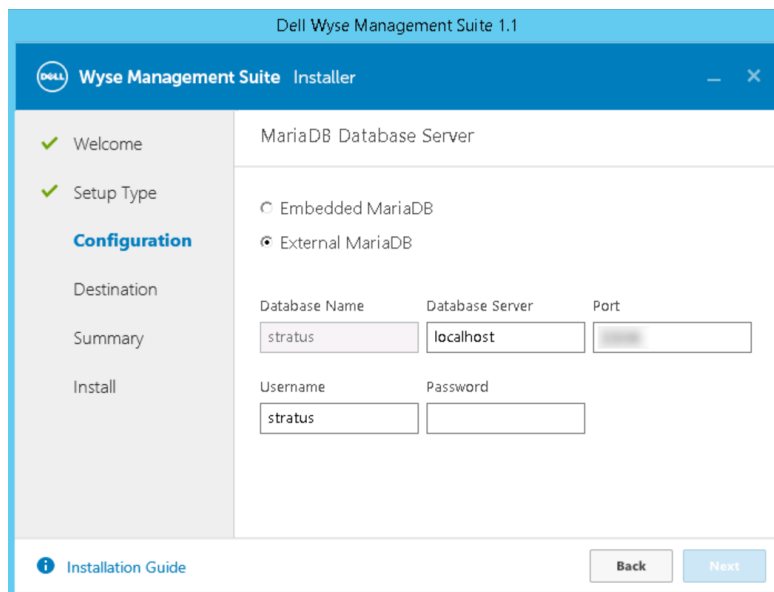 Dell Wyse Management Suite 1.1
DELL Wyse Management Suite Installer
Welcome
Setup Type
Configuration
Destination
Summary
Install
MariaDB Database Server
Embedded MariaDB
External MariaDB
Database Name Database Server Port
stratus localhost
Username Password
stratus
Installation Guide
Back Next